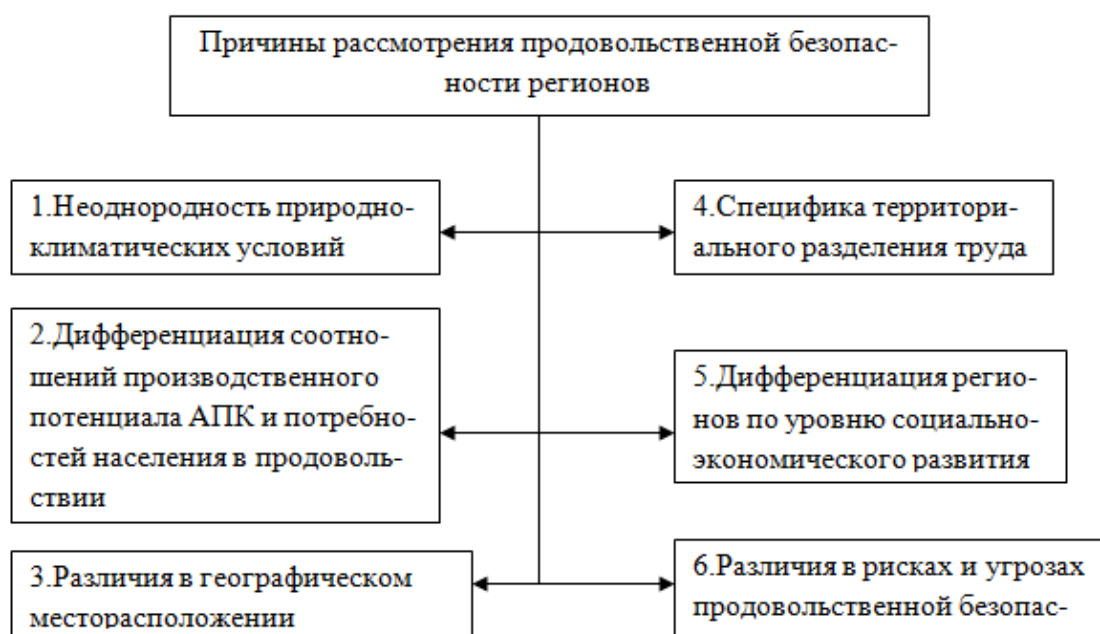 Причины рассмотрения продовольственной безопас-
ности регионов
1.Неоднородность природно-
климатических условий
2.Дифференциация соотно-
шений производственного
потенциала АПК и потребно-
стей населения в продоволь-
ствии
3.Различия в географическом
месторасположении
4.Специфика территори-
ального разделения труда
5.Дифференциация регио-
нов по уровню социально-
экономического развития
6.Различия в рисках и угрозах
продовольственной безопас-